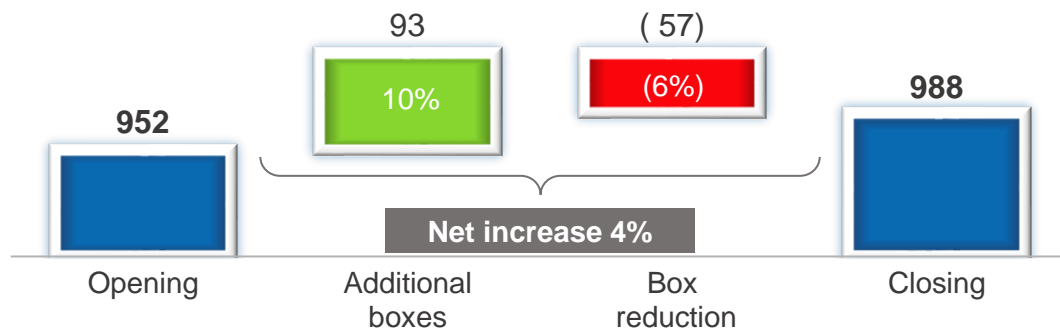 93
( 57)
952
10%
(6%)
988
Net increase 4%
Opening
Additional
boxes
Box
reduction
Closing